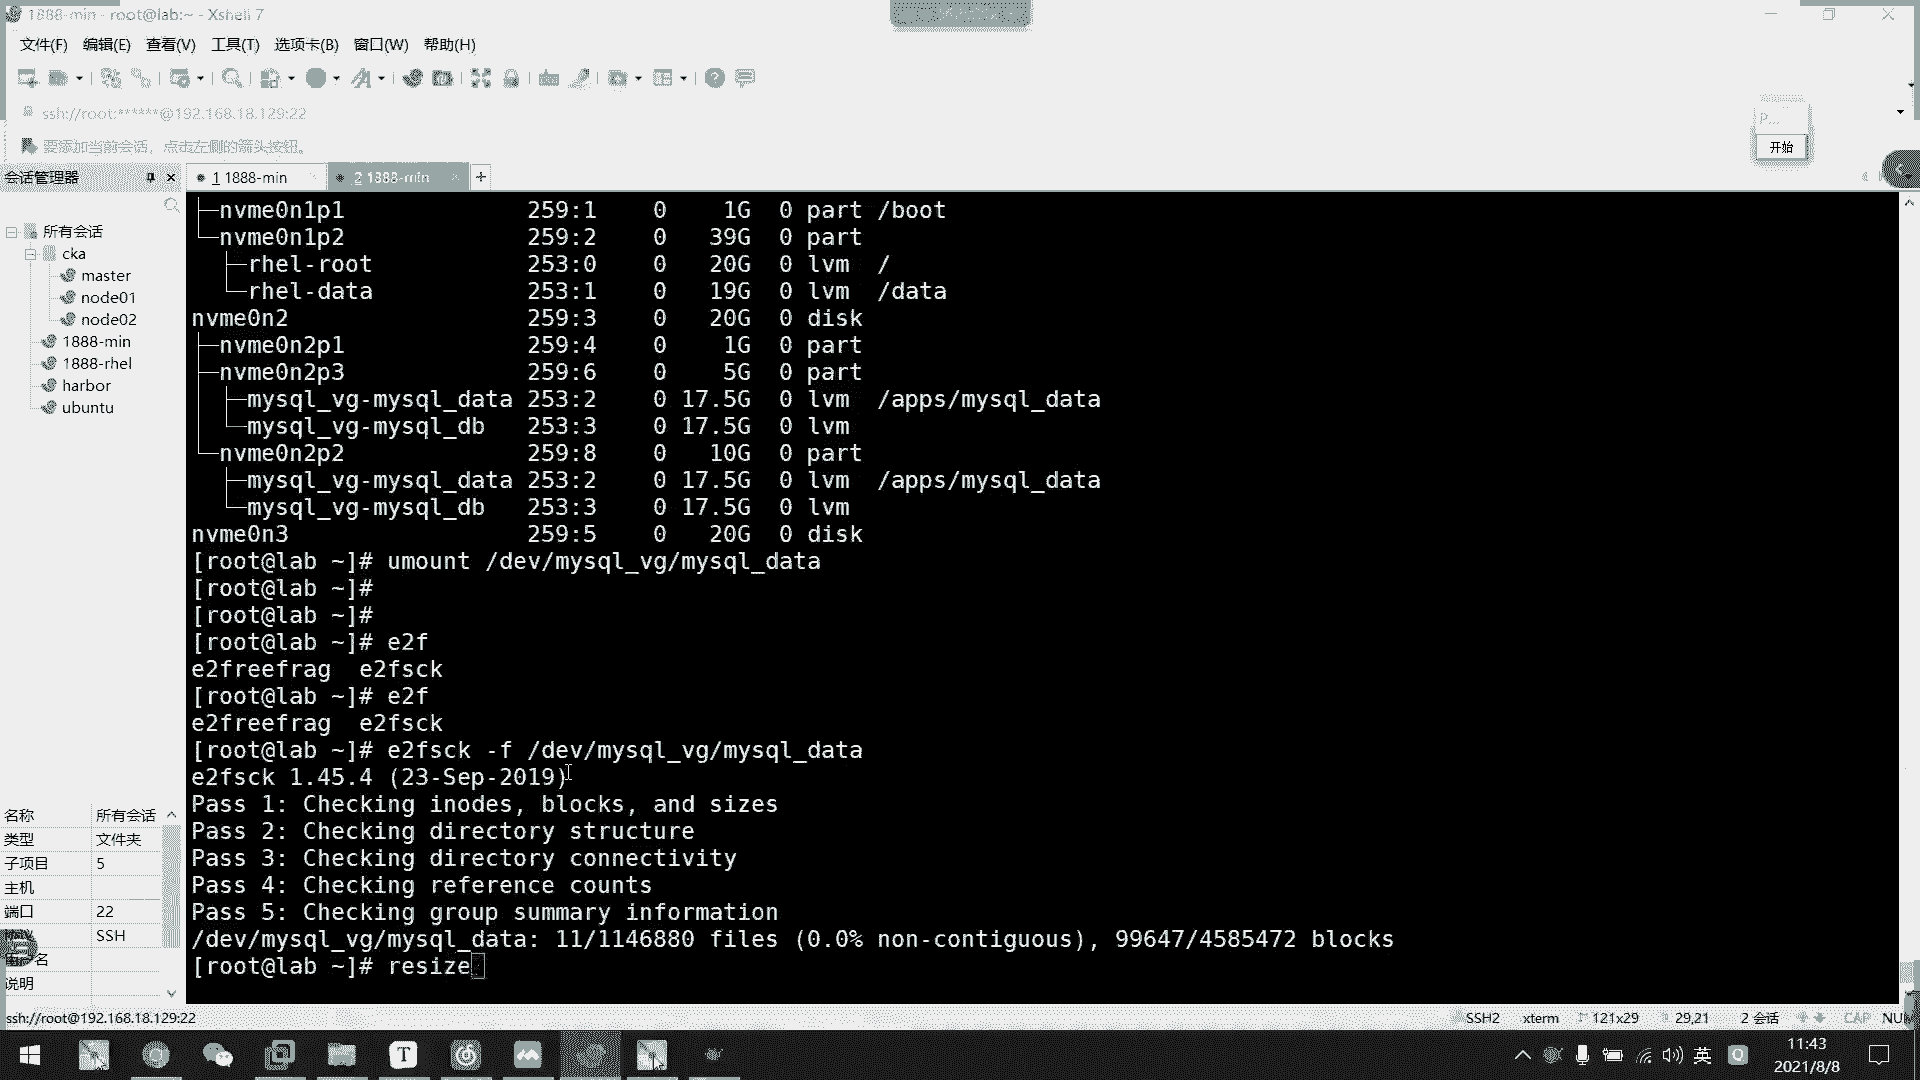 1888-min - root@lab:~ - Xshell 7
文件(F) 编辑(E) 查看(V) 工具(T) 选项卡(B) 窗口(W) 帮助(H)
ssh://root:******@192.168.18.129:22
要添加当前会话，点击左侧的箭头按钮。
P...
开始
会话管理器
1 1888-min
2 1888-min
所有会话
cka
master
node01
node02
1888-min
1888-rhel
harbor
ubuntu
名称 所有会话
类型 文件夹
子项目 5
主机
端口 22
SSH
说明
├─nvme0n1p1 259:1 0 1G 0 part /boot
└─nvme0n1p2 259:2 0 39G 0 part
├─rhel-root 253:0 0 20G 0 lvm /
└─rhel-data 253:1 0 19G 0 lvm /data
nvme0n2 259:3 0 20G 0 disk
├─nvme0n2p1 259:4 0 1G 0 part
├─nvme0n2p3 259:6 0 5G 0 part
│ ├─mysql_vg-mysql_data 253:2 0 17.5G 0 lvm /apps/mysql_data
│ └─mysql_vg-mysql_db 253:3 0 17.5G 0 lvm
└─nvme0n2p2 259:8 0 10G 0 part
├─mysql_vg-mysql_data 253:2 0 17.5G 0 lvm /apps/mysql_data
└─mysql_vg-mysql_db 253:3 0 17.5G 0 lvm
nvme0n3 259:5 0 20G 0 disk
[root@lab ~]# umount /dev/mysql_vg/mysql_data
[root@lab ~]#
[root@lab ~]#
[root@lab ~]# e2f
e2freefrag e2fsck
[root@lab ~]# e2f
e2freefrag e2fsck
[root@lab ~]# e2fsck -f /dev/mysql_vg/mysql_data
e2fsck 1.45.4 (23-Sep-2019)
Pass 1: Checking inodes, blocks, and sizes
Pass 2: Checking directory structure
Pass 3: Checking directory connectivity
Pass 4: Checking reference counts
Pass 5: Checking group summary information
/dev/mysql_vg/mysql_data: 11/1146880 files (0.0% non-contiguous), 99647/4585472 blocks
[root@lab ~]# resize
ssh://root@192.168.18.129:22
SSH2 xterm 121x29 29,21 2 会话 CAP NUM
英
11:43
2021/8/8